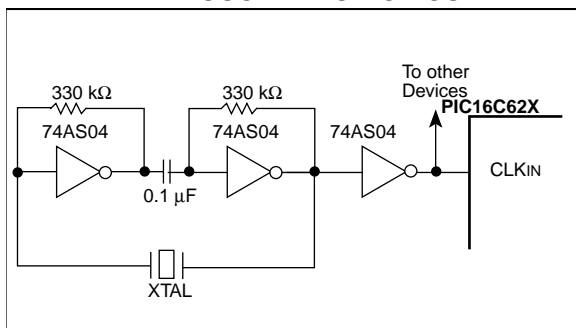 330 kΩ
330 kΩ
To other
Devices
PIC16C62X
74AS04
74AS04
74AS04
CLKIN
0.1 µF
XTAL